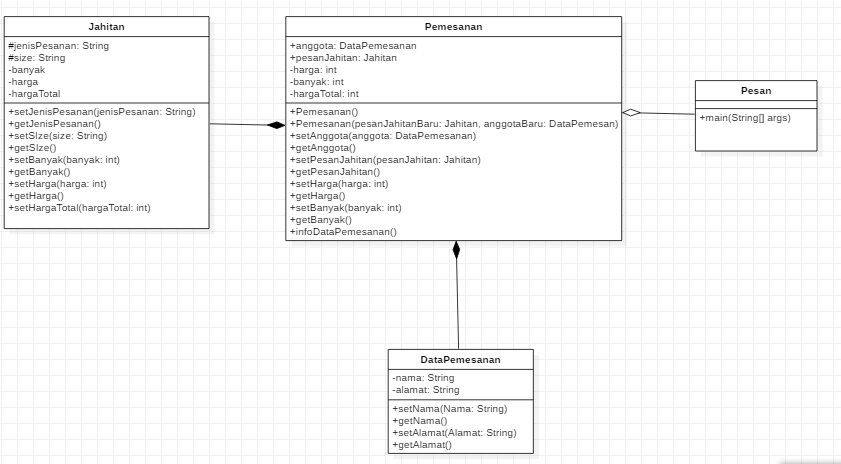 Jahitan
#jenisPesanan: String
#size: String
-banyak
-harga
-hargaTotal
+setJenisPesanan(jenisPesanan: String)
+getJenisPesanan()
+setSIze(size: String)
+getSIze()
+setBanyak(banyak: int)
+getBanyak()
+setHarga(harga: int)
+getHarga()
+setHargaTotal(hargaTotal: int)
Pemesanan
+anggota: DataPemesanan
+pesanJahitan: Jahitan
-harga: int
-banyak: int
-hargaTotal: int
+Pemesanan()
+Pemesanan(pesanJahitanBaru: Jahitan, anggotaBaru: DataPemesan)
+setAnggota(anggota: DataPemesanan)
+getAnggota()
+setPesanJahitan(pesanJahitan: Jahitan)
+getPesanJahitan()
+setHarga(harga: int)
+getHarga()
+setBanyak(banyak: int)
+getBanyak()
+infoDataPemesanan()
Pesan
+main(String[] args)
DataPemesanan
-nama: String
-alamat: String
+setNama(Nama: String)
+getNama()
+setAlamat(Alamat: String)
+getAlamat()